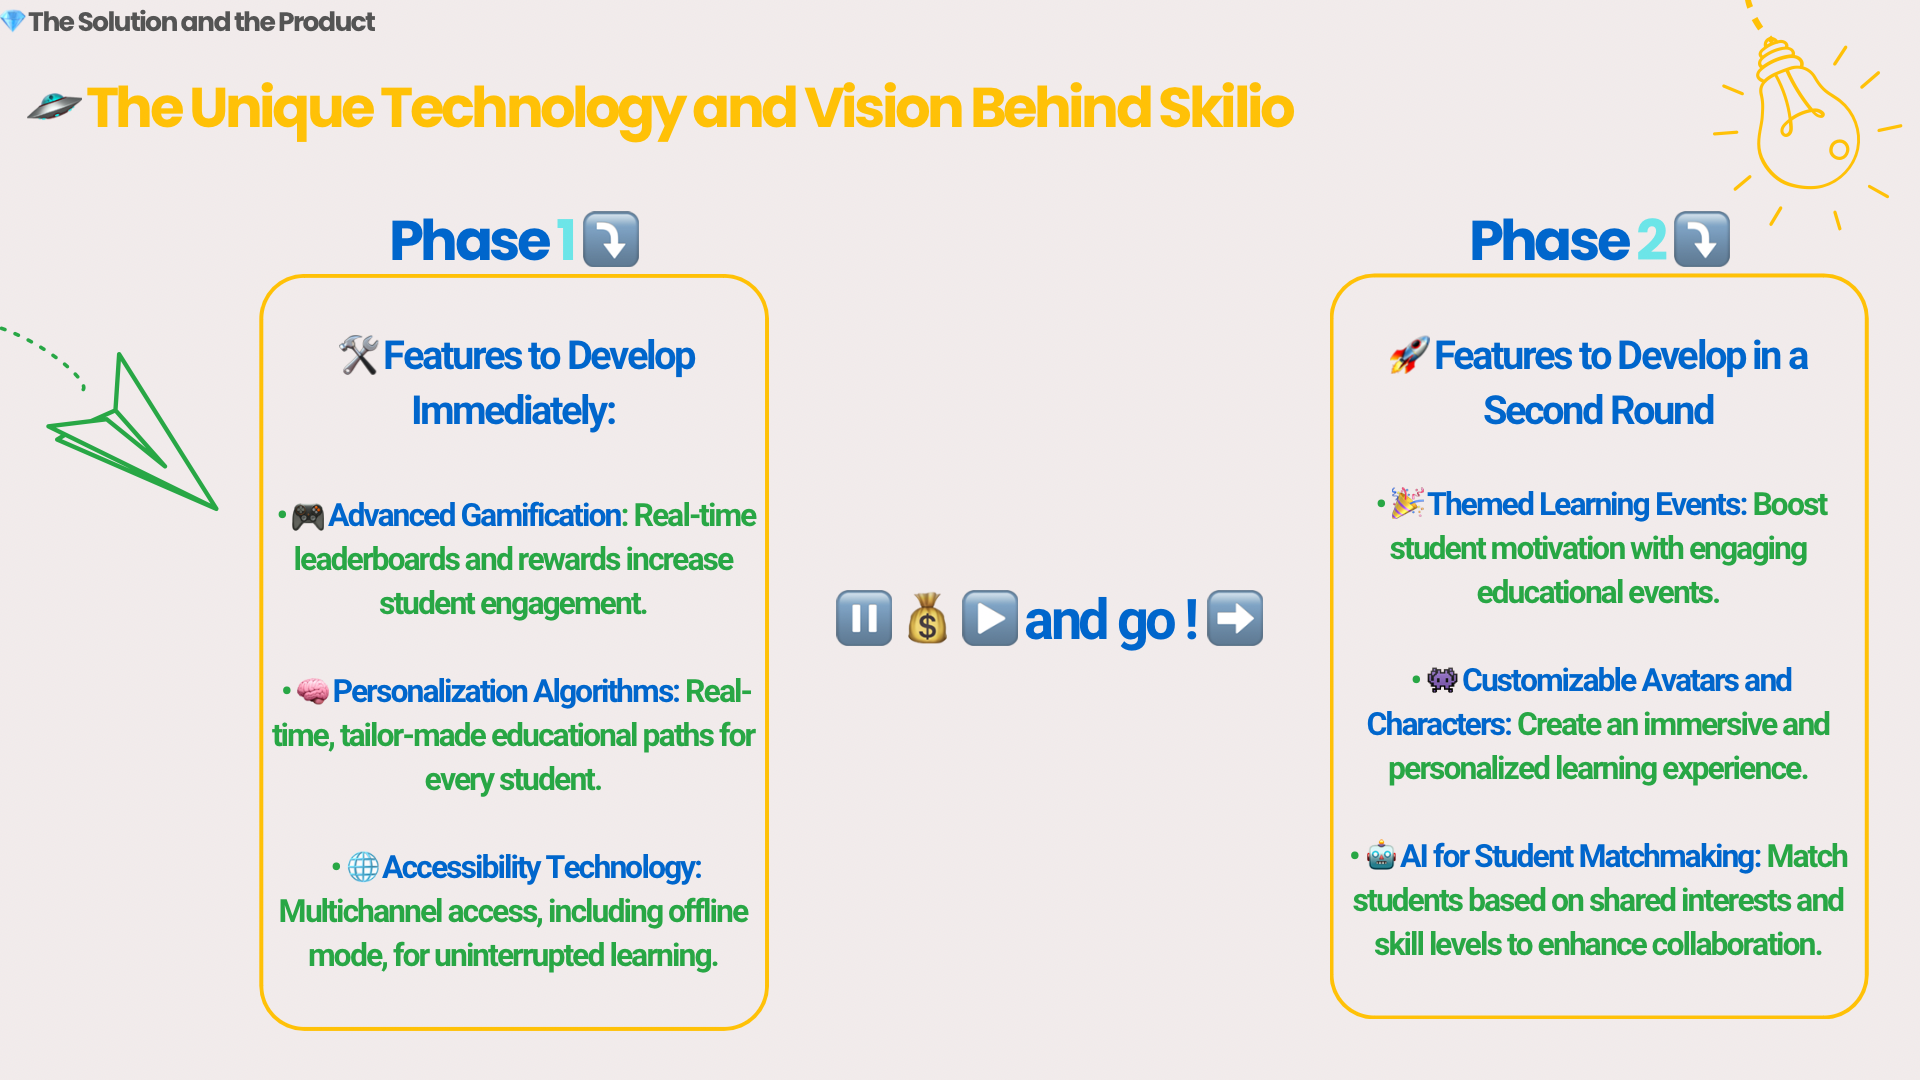 💎The Solution and the Product
🛸The Unique Technology and Vision Behind Skilio
Phase 1⤵️
🛠️Features to Develop
Immediately:
• 🎮Advanced Gamification: Real-time
leaderboards and rewards increase
student engagement.
• 🧠Personalization Algorithms: Real-
time, tailor-made educational paths for
every student.
• 🌐Accessibility Technology:
Multichannel access, including offline
mode, for uninterrupted learning.
⏸️💰▶️and go !➡️
Phase 2⤵️
🚀Features to Develop in a
Second Round
• 🎉Themed Learning Events: Boost
student motivation with engaging
educational events.
• 👾Customizable Avatars and
Characters: Create an immersive and
personalized learning experience.
• 🤖AI for Student Matchmaking: Match
students based on shared interests and
skill levels to enhance collaboration.